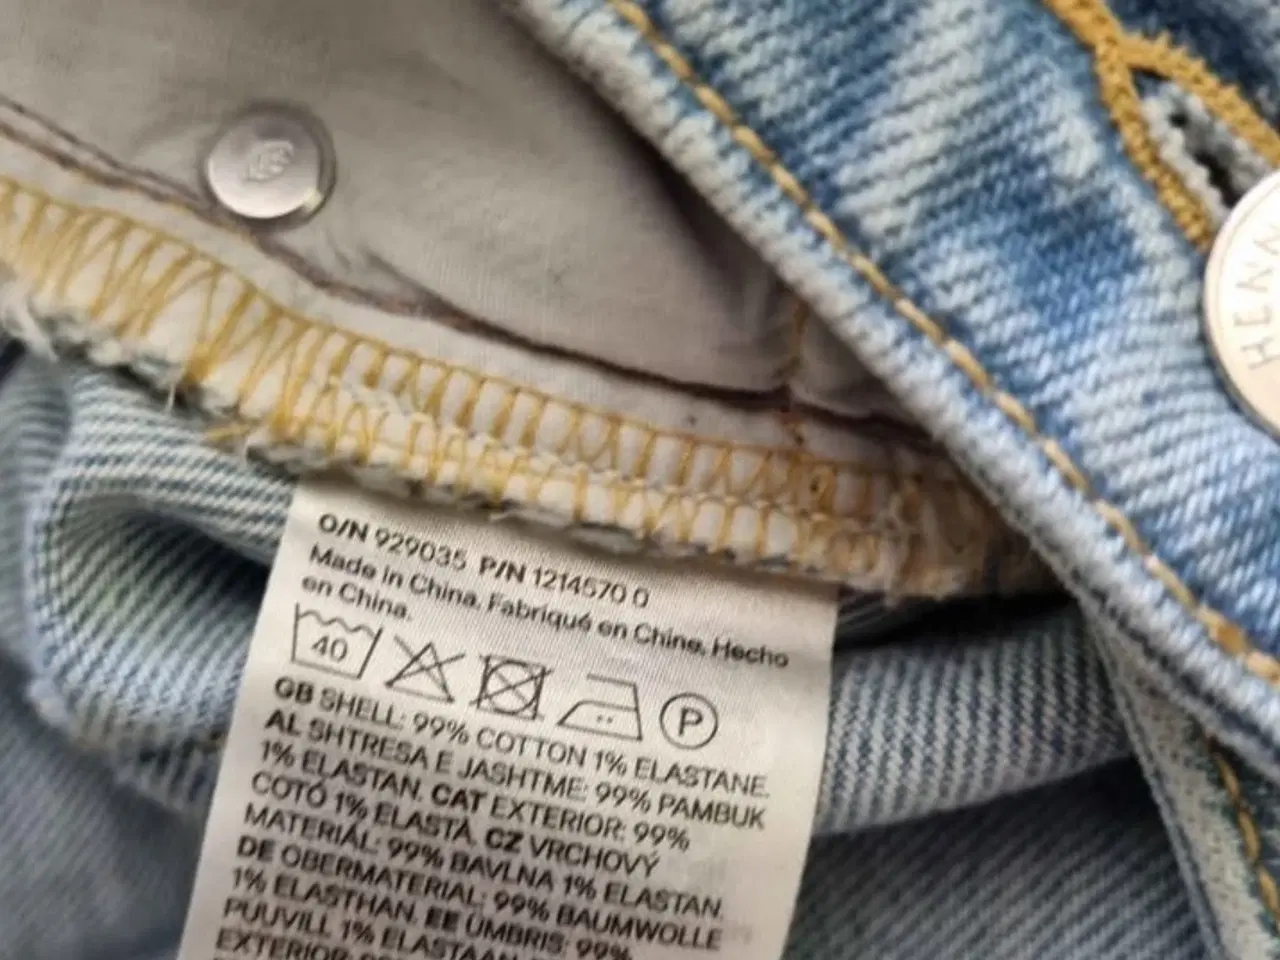 O/N 929035 P/N 1214570 0
Made in China, Fabriqué en Chine, Hecho
en China.
40
P
GB SHELL: 99% COTTON 1% ELASTANE.
AL SHTRESA E JASHTME: 99% PAMBUK
1% ELASTAN. CAT EXTERIOR: 99%
COTÓ 1% ELASTÀ. CZ VRCHOVÝ
MATERIÁL: 99% BAVLNA 1% ELASTAN.
DE OBERMATERIAL: 99% BAUMWOLLE
1% ELASTHAN. EE ÜMBRIS: 99%
PUUVILL 1% ELASTAAN.
EXTERIOR: 99%
HENN